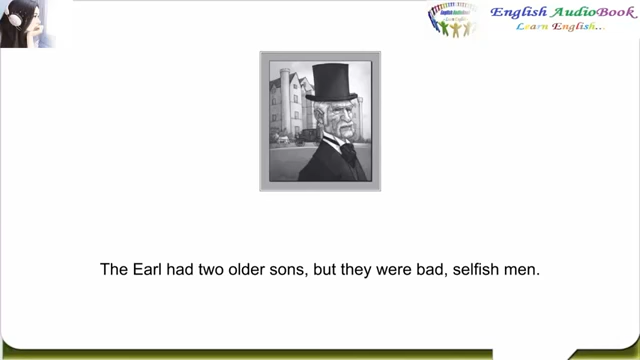 English AudioBook
Learn English...
The Earl had two older sons, but they were bad, selfish men.